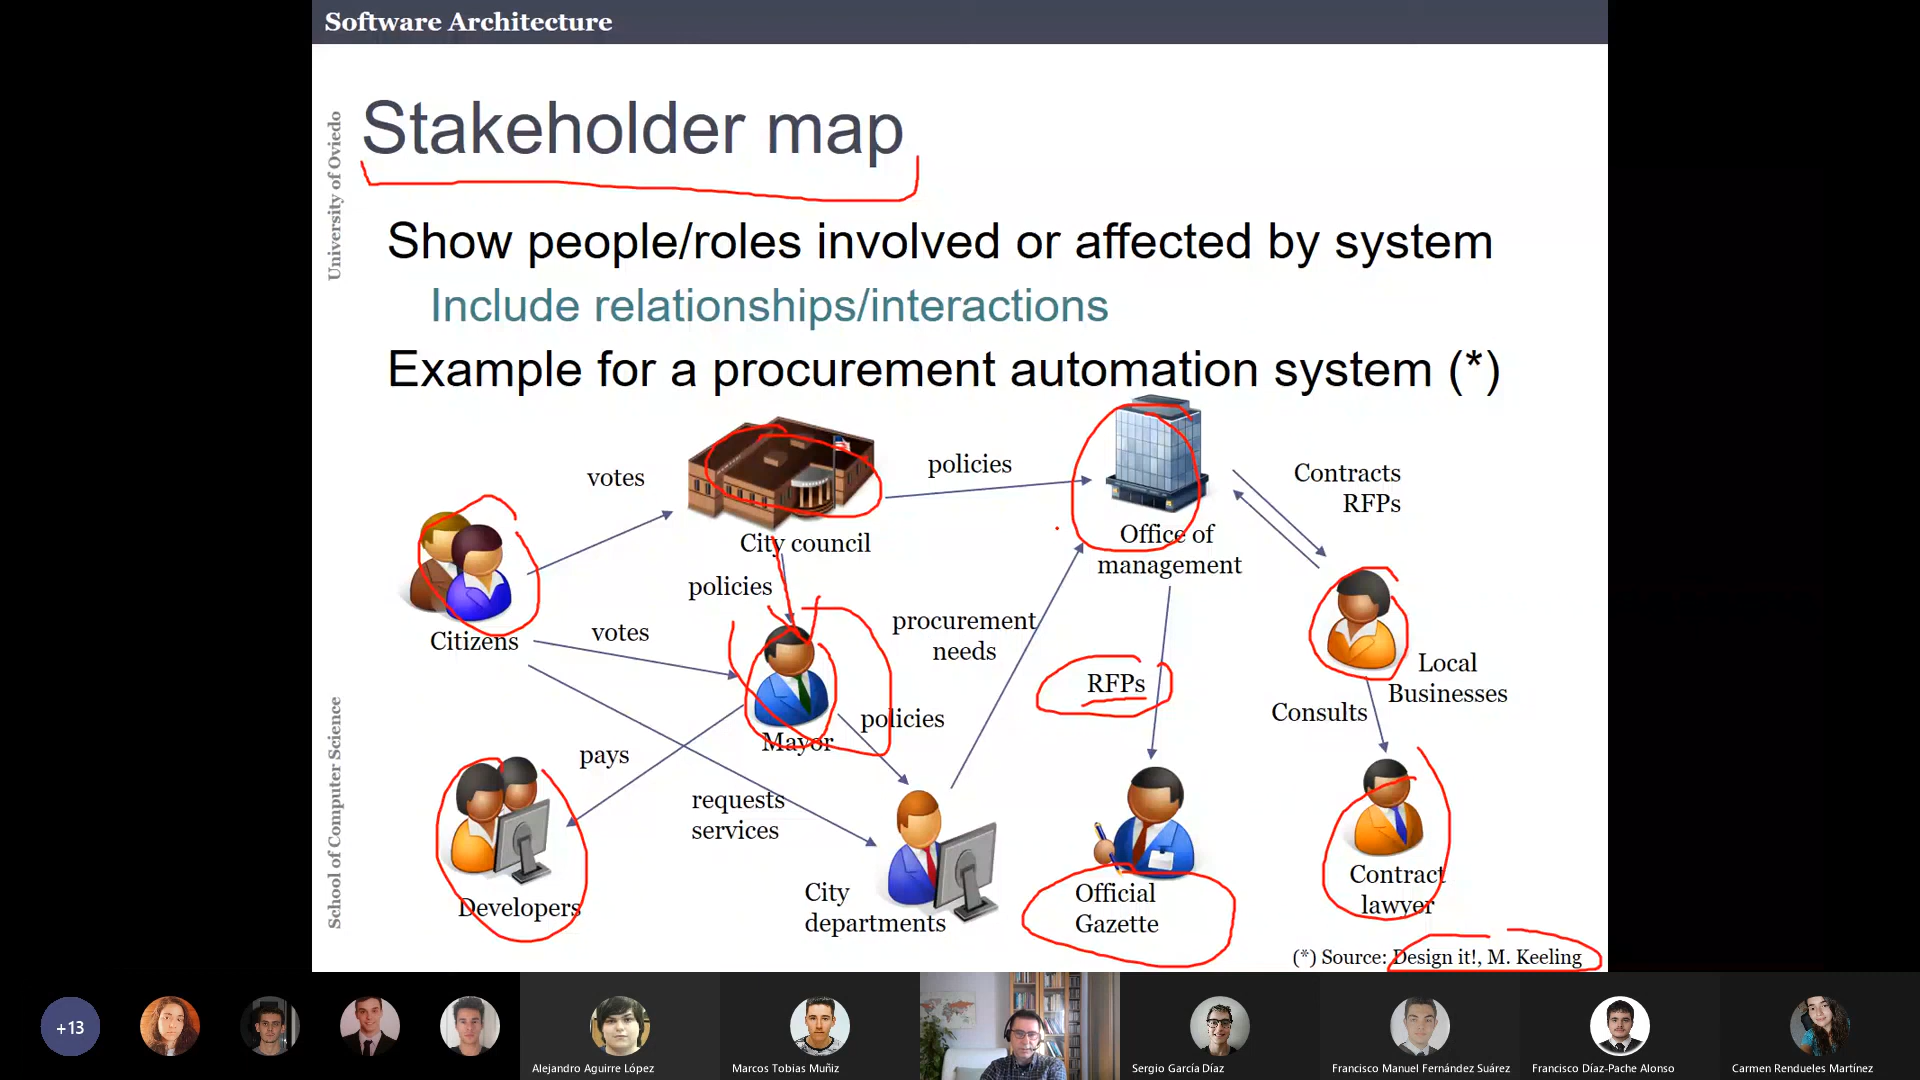 Software Architecture
University of Oviedo
School of Computer Science
Stakeholder map
Show people/roles involved or affected by system
Include relationships/interactions
Example for a procurement automation system (*)
votes
policies
Contracts
RFPs
City council
Office of
management
policies
Citizens
votes
procurement
needs
RFPs
Local
Businesses
Consults
policies
Mayor
pays
requests
services
Developers
City
departments
Official
Gazette
Contract
lawyer
(*) Source: Design it!, M. Keeling
+13
Alejandro Aguirre López
Marcos Tobias Muñiz
Sergio García Díaz
Francisco Manuel Fernández Suárez
Francisco Díaz-Pache Alonso
Carmen Rendueles Martínez